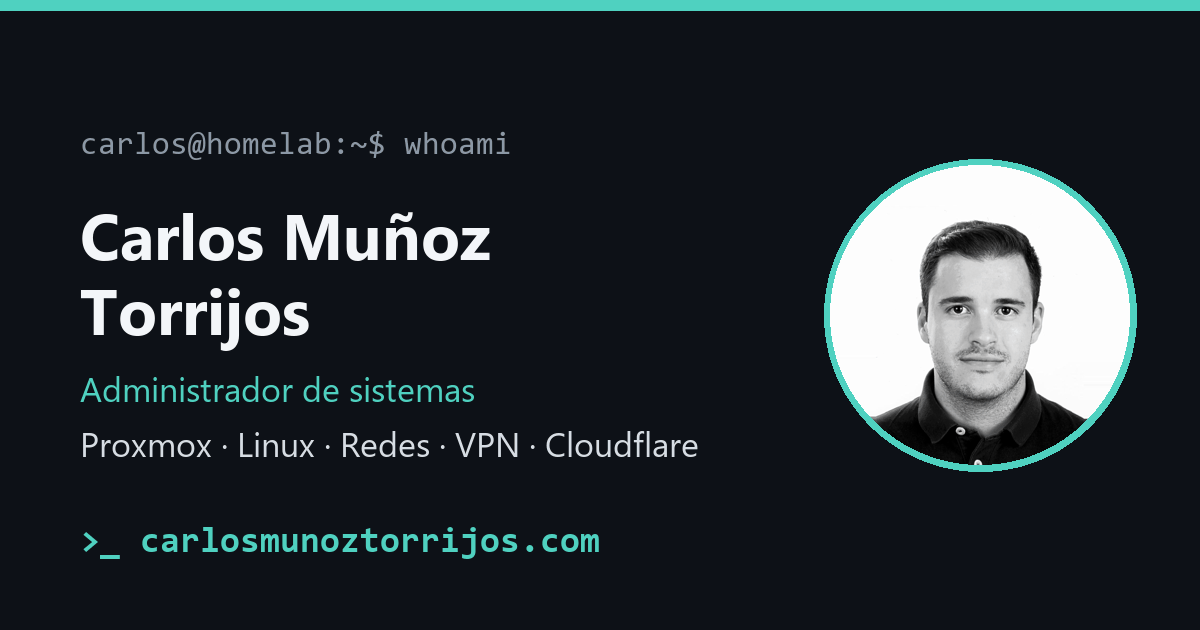 carlos@homelab:~$ whoami
Carlos Muñoz
Torrijos
Administrador de sistemas
Proxmox · Linux · Redes · VPN · Cloudflare
>_ carlosmunoztorrijos.com